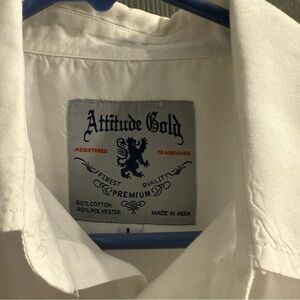 Attitude Gold
REGISTERED TRADEMARK
FINEST QUALITY
PREMIUM
60% COTTON
40% POLYESTER MADE IN INDIA
L